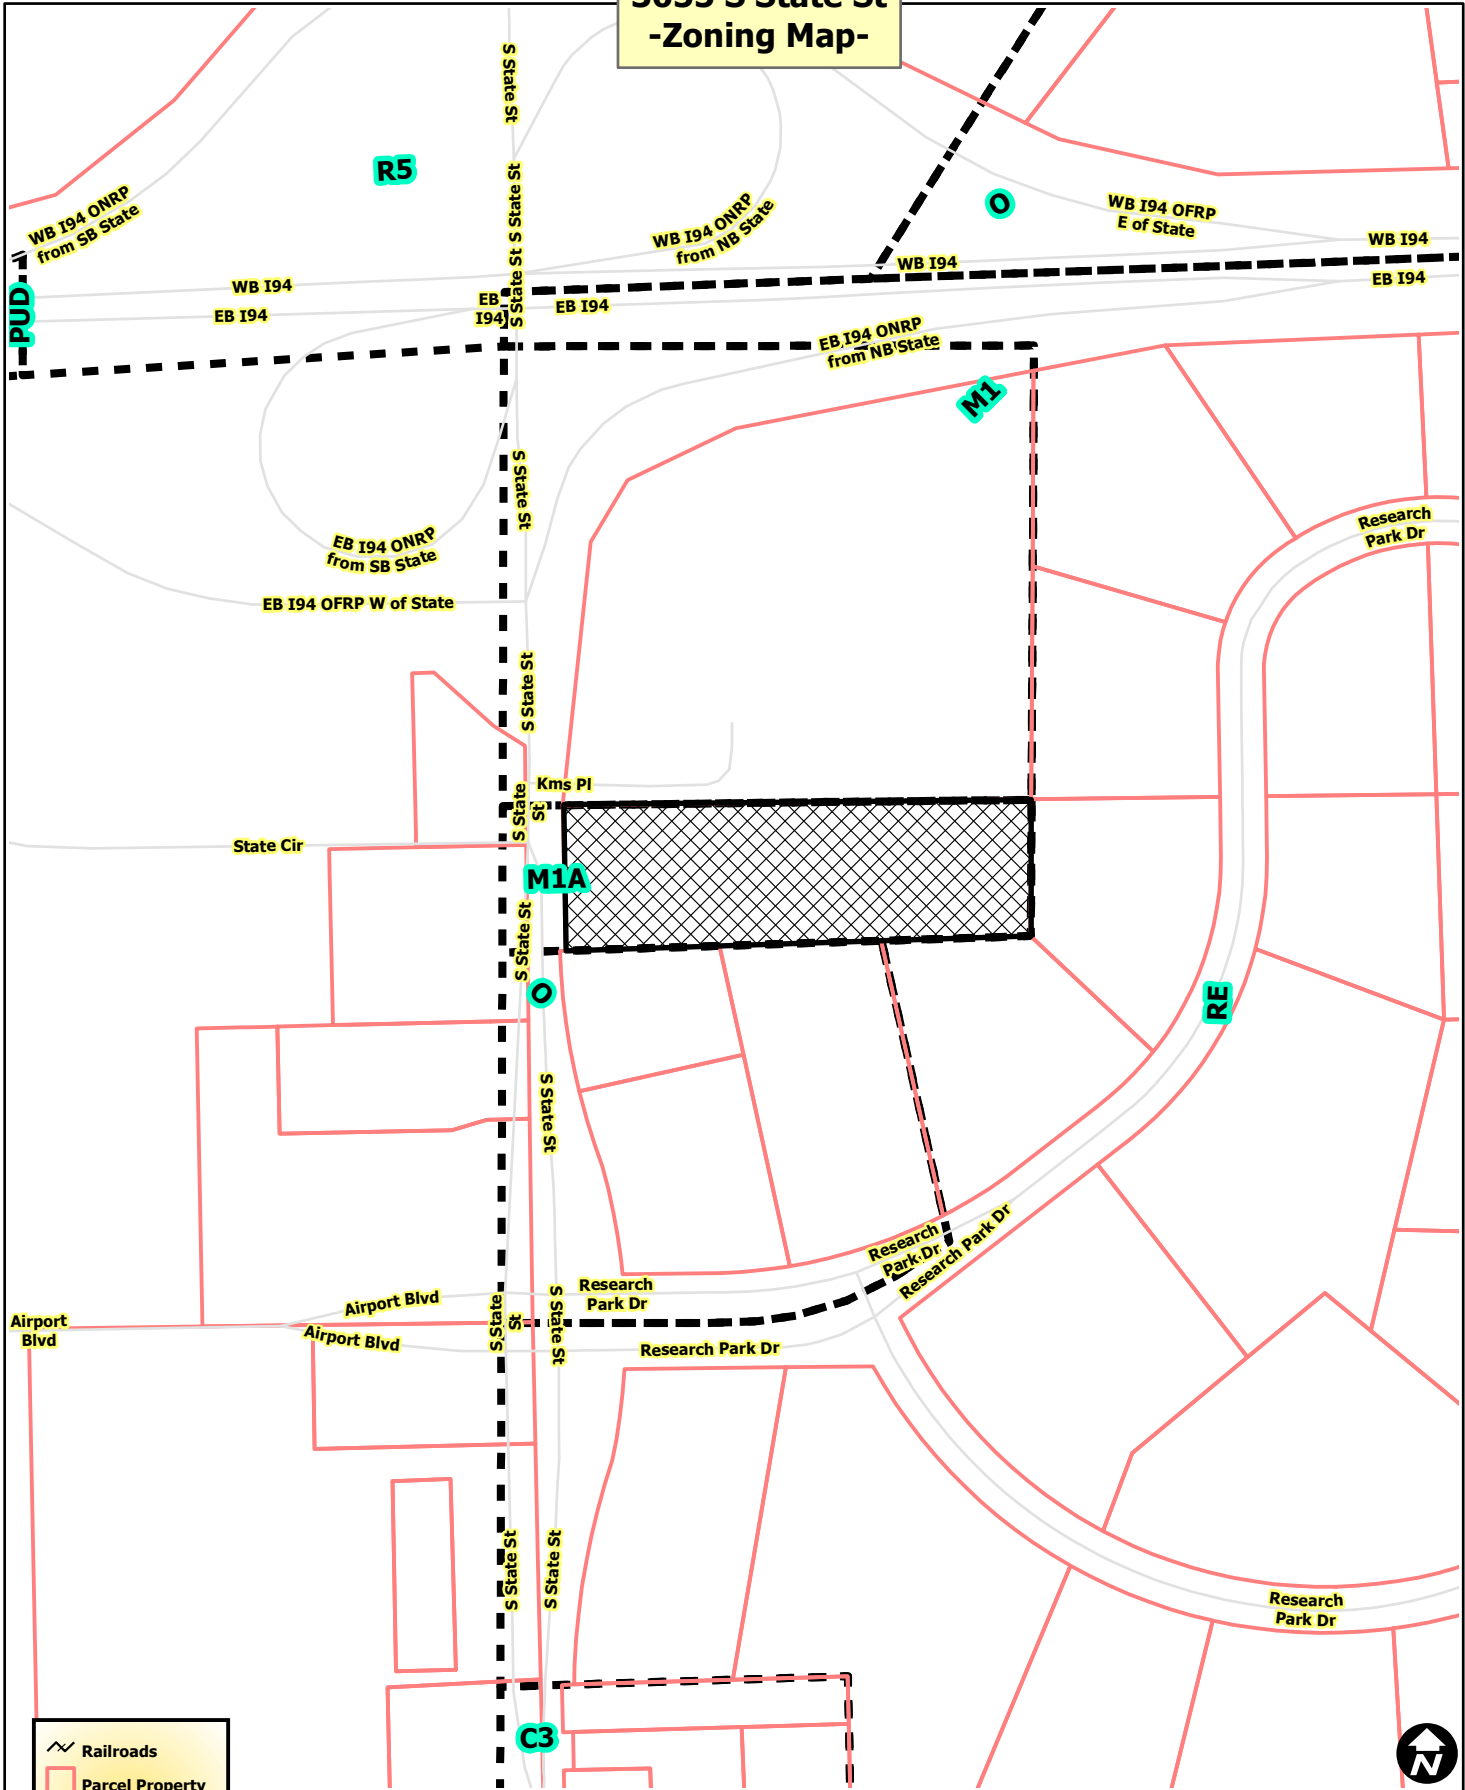 -Zoning Map-
S State St
R5
S State St
S State St
WB I94 ONRP
from SB State
WB I94 ONRP
from NB State
O
WB I94 OFRP
E of State
WB I94
WB I94
WB I94
EB I94
PUD
EB I94
EB
I94
EB I94
EB I94 ONRP
from NB State
M1
S State St
EB I94 ONRP
from SB State
Research
Park Dr
EB I94 OFRP W of State
S State St
Kms Pl
S State
St
State Cir
M1A
S State St
O
RE
S State St
Research
Park Dr
Research Park Dr
Research
Park Dr
Airport Blvd
Airport
Blvd
Airport Blvd
S State
St
S State St
Research Park Dr
S State St
S State St
Research
Park Dr
C3
Railroads
Parcel Property
N